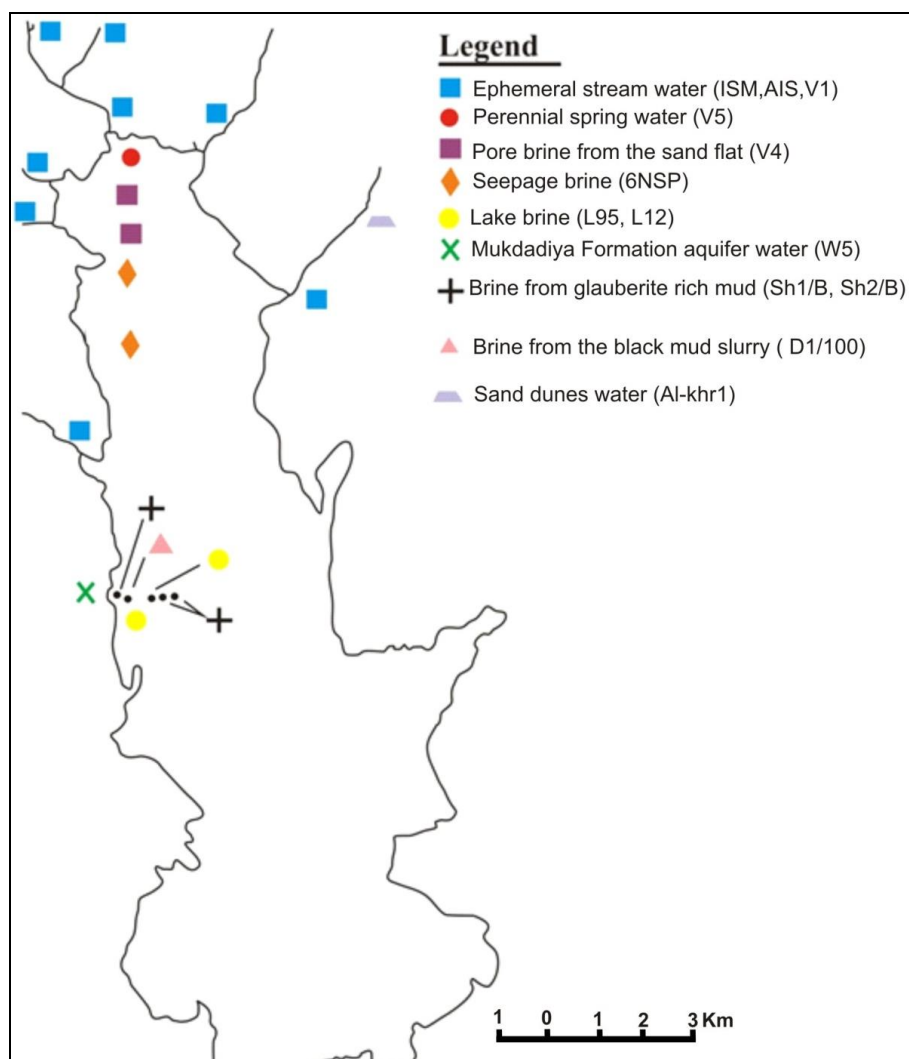 Legend
Ephemeral stream water (ISM,AIS,V1)
Perennial spring water (V5)
Pore brine from the sand flat (V4)
Seepage brine (6NSP)
Lake brine (L95, L12)
Mukdadiya Formation aquifer water (W5)
Brine from glauberite rich mud (Sh1/B, Sh2/B)
Brine from the black mud slurry ( D1/100)
Sand dunes water (Al-khr1)
1 0 1 2 3 Km